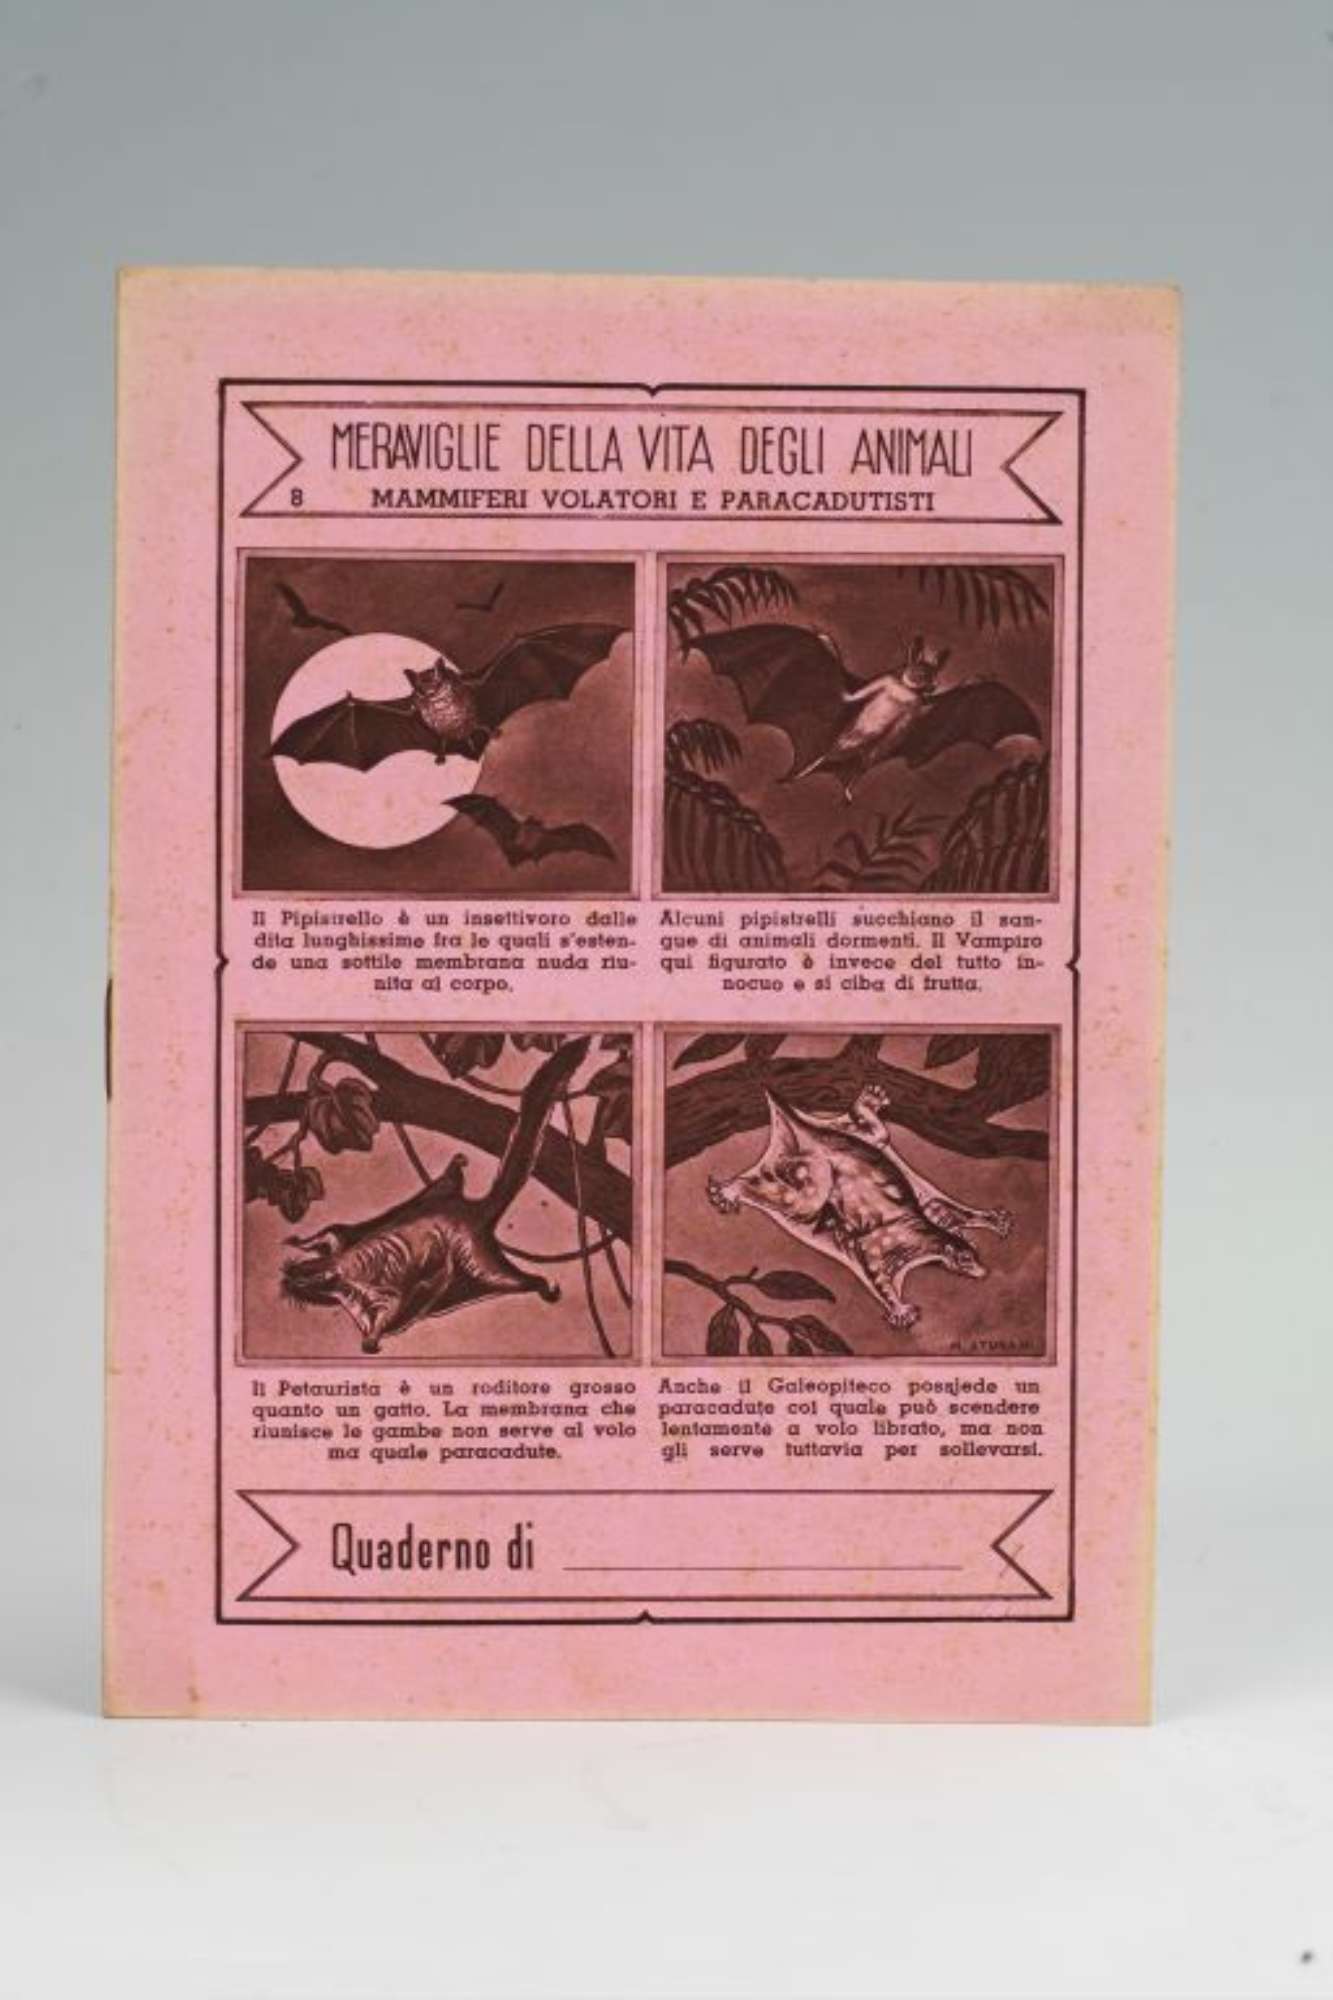 MERAVIGLIE DELLA VITA DEGLI ANIMALI
8 MAMMIFERI VOLATORI E PARACADUTISTI
Il Pipistrello è un insettivoro dalle
dita lunghissime fra le quali s'esten-
de una sottile membrana nuda riu-
nita al corpo.
Alcuni pipistrelli succhiano il san-
gue di animali dormenti. Il Vampiro
qui figurato è invece del tutto in-
nocuo e si ciba di frutta.
Il Petaurista è un roditore grosso
quanto un gatto. La membrana che
riunisce le gambe non serve al volo
ma quale paracadute.
Anche il Galeopiteco possiede un
paracadute col quale può scendere
lentamente a volo librato, ma non
gli serve tuttavia per sollevarsi.
Quaderno di